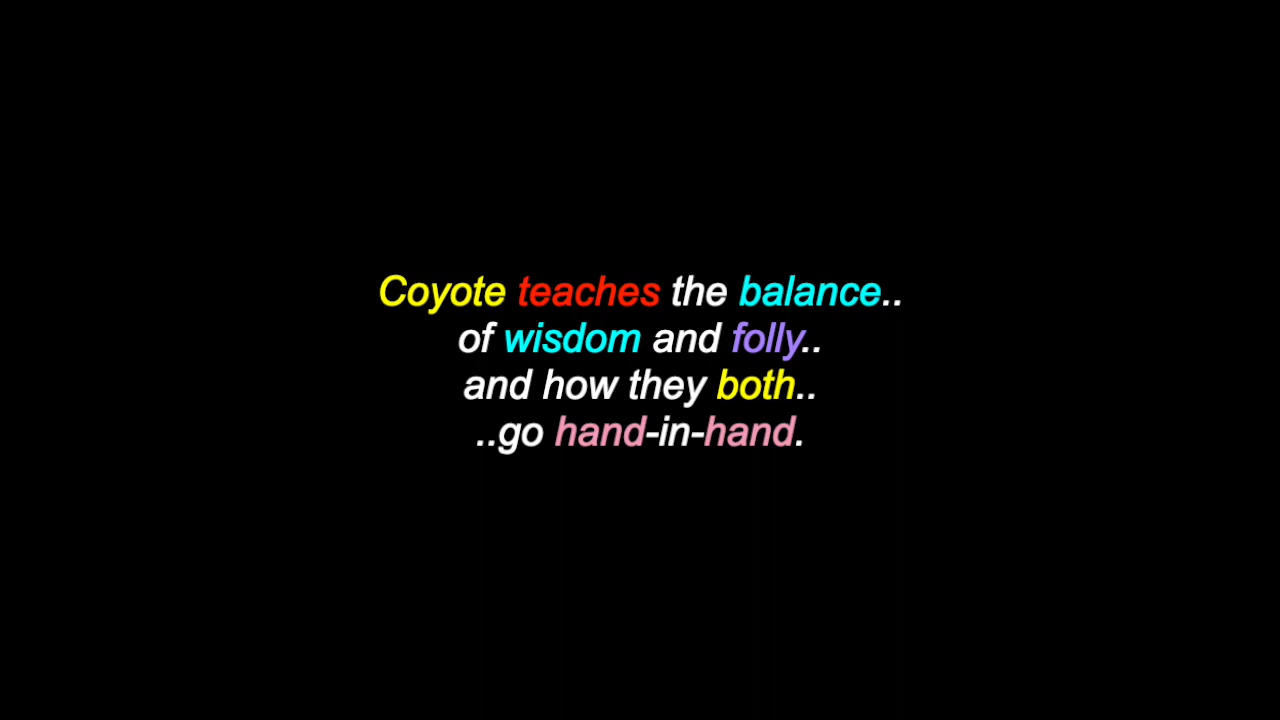 Coyote teaches the balance..
of wisdom and folly..
and how they both..
..go hand-in-hand.